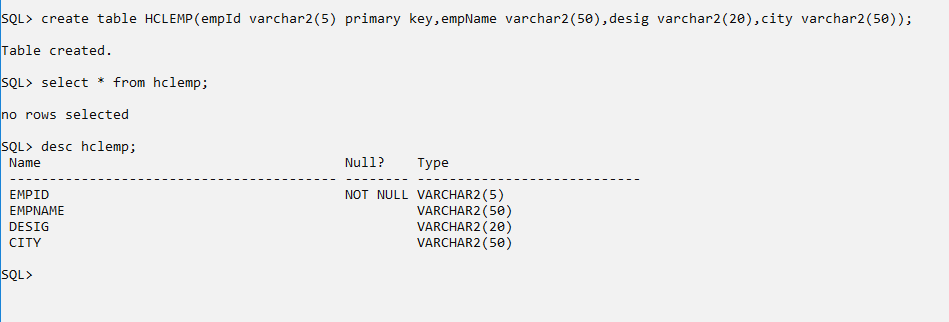 SQL> create table HCLEMP(empId varchar2(5) primary key,empName varchar2(50),desig varchar2(20),city varchar2(50));
Table created.
SQL> select * from hclemp;
no rows selected
SQL> desc hclemp;
Name Null? Type
----------------------------------------- -------- ----------------------------
EMPID NOT NULL VARCHAR2(5)
EMPNAME VARCHAR2(50)
DESIG VARCHAR2(20)
CITY VARCHAR2(50)
SQL>